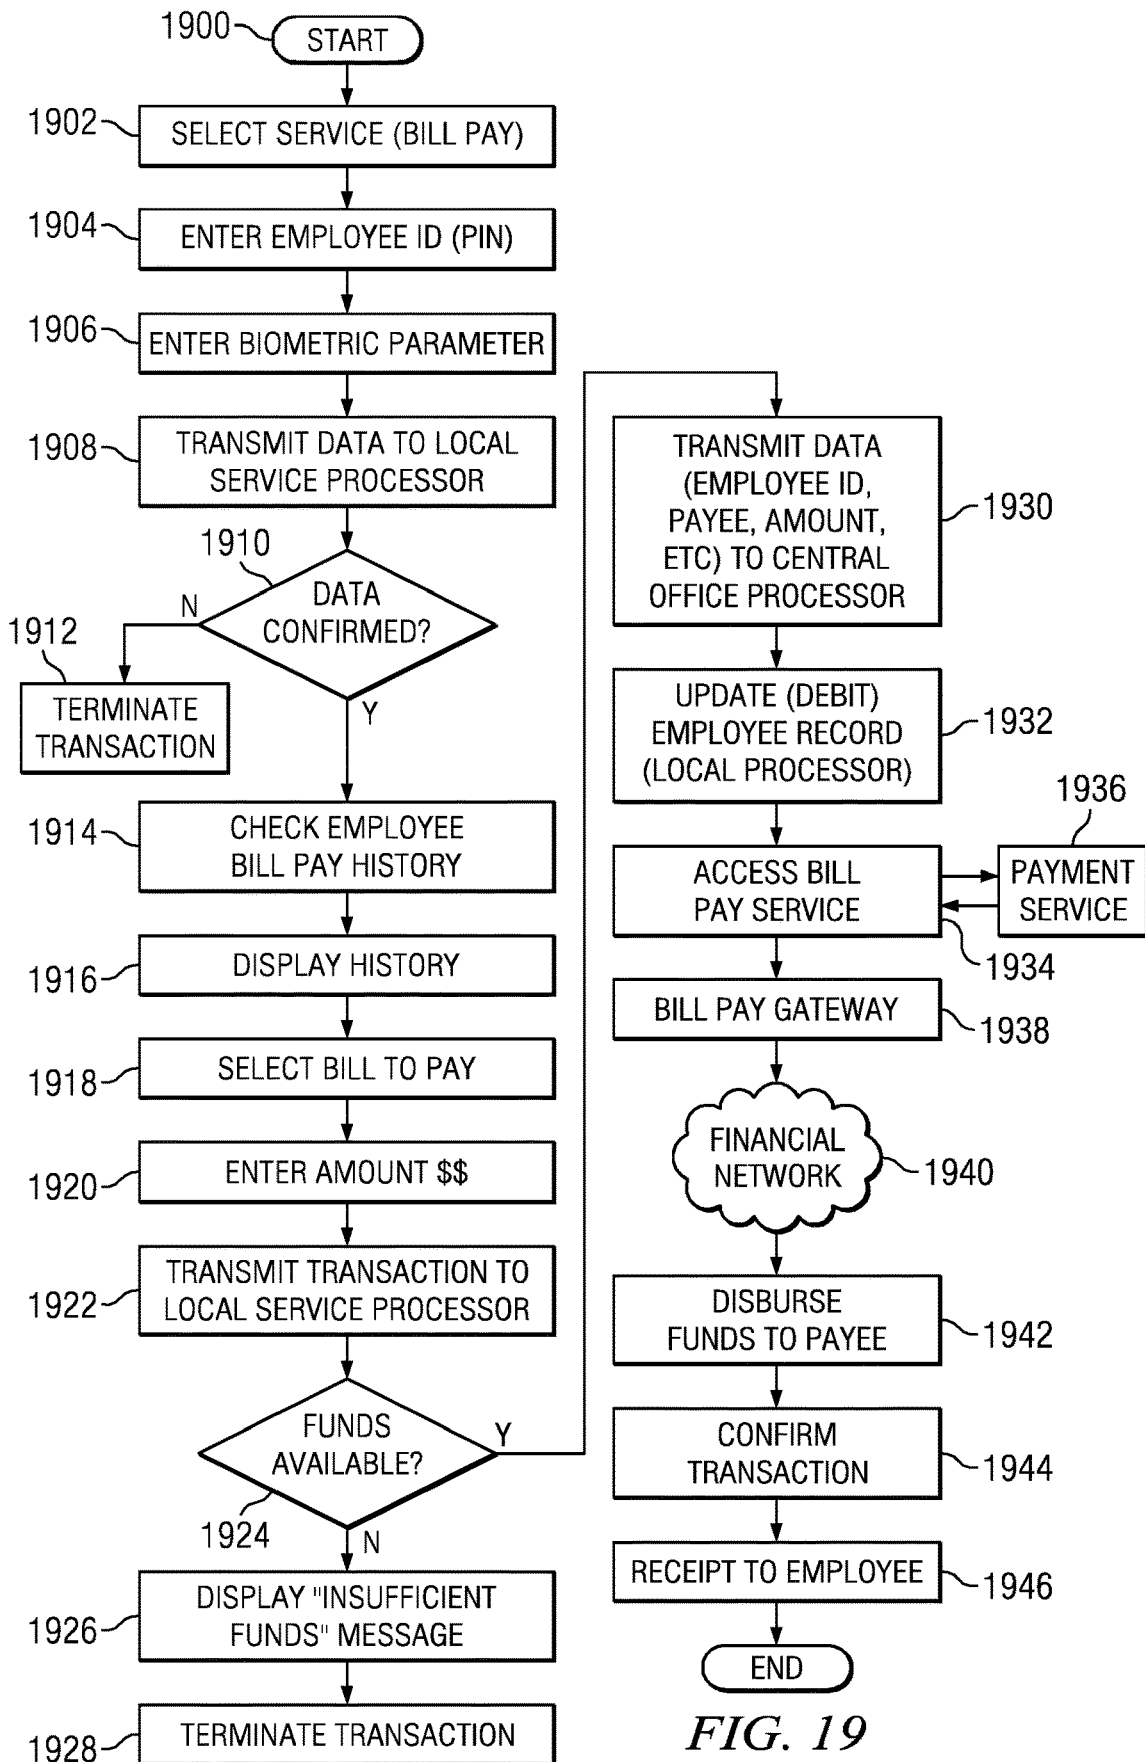 1900
START
1902
SELECT SERVICE (BILL PAY)
1904
ENTER EMPLOYEE ID (PIN)
1906
ENTER BIOMETRIC PARAMETER
1908
TRANSMIT DATA TO LOCAL
SERVICE PROCESSOR
1910
DATA
CONFIRMED?
N
Y
1912
TERMINATE
TRANSACTION
1914
CHECK EMPLOYEE
BILL PAY HISTORY
1916
DISPLAY HISTORY
1918
SELECT BILL TO PAY
1920
ENTER AMOUNT $$
1922
TRANSMIT TRANSACTION TO
LOCAL SERVICE PROCESSOR
FUNDS
AVAILABLE?
Y
1924
N
1926
DISPLAY "INSUFFICIENT
FUNDS" MESSAGE
1928
TERMINATE TRANSACTION
TRANSMIT DATA
(EMPLOYEE ID,
PAYEE, AMOUNT,
ETC) TO CENTRAL
OFFICE PROCESSOR
1930
UPDATE (DEBIT)
EMPLOYEE RECORD
(LOCAL PROCESSOR)
1932
ACCESS BILL
PAY SERVICE
1934
1936
PAYMENT
SERVICE
BILL PAY GATEWAY
1938
FINANCIAL
NETWORK
1940
DISBURSE
FUNDS TO PAYEE
1942
CONFIRM
TRANSACTION
1944
RECEIPT TO EMPLOYEE
1946
END
FIG. 19